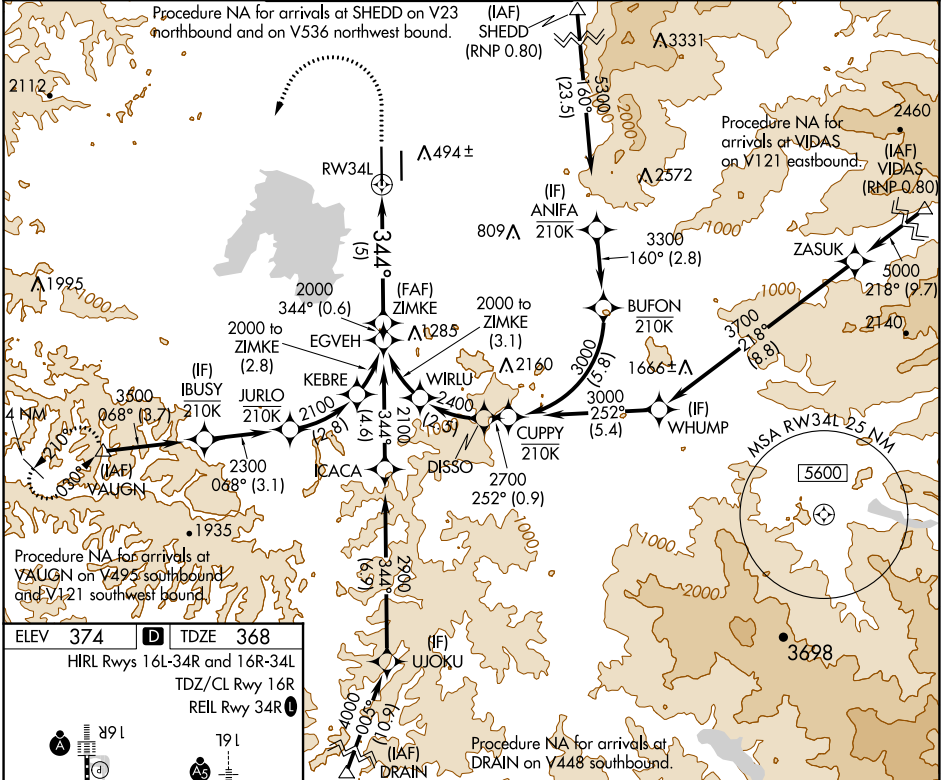 Procedure NA for arrivals at SHEDD on V23
northbound and on V536 northwest bound.
(IAF)
SHEDD
(RNP 0.80)
3331
5300
160°
(23.5)
2000
2112
2460
Procedure NA for
arrivals at VIDAS
on V121 eastbound.
(IAF)
VIDAS
(RNP 0.80)
494±
RW34L
2572
(IF)
ANIFA
210K
809
1000
344°
(5)
3300
160° (2.8)
ZASUK
5000
218° (9.7)
1995
1000
2000
344° (0.6)
(FAF)
ZIMKE
2000 to
ZIMKE
(3.1)
BUFON
210K
1000
2140
2000 to
ZIMKE
(2.8)
EGVEH
1285
3700
218°
(8.8)
(IF)
IBUSY
210K
JURLO
210K
KEBRE
WIRLU
2160
3000
(5.8)
1666±
3500
068° (3.7)
2100
(2.8)
2400
(2.5)
3000
252°
(5.4)
(IF)
WHUMP
4 NM
210°
030°
(IAF)
VAUGN
2300
068° (3.1)
(4.6)
344°
2100
ICACA
DISSO
CUPPY
210K
2700
252° (0.9)
MSA RW34L 25 NM
5600
1935
1000
1000
Procedure NA for arrivals at
VAUGN on V495 southbound
and V121 southwest bound.
2900
344°
(6.9)
2000
ELEV 374 D TDZE 368
HIRL Rwys 16L-34R and 16R-34L
TDZ/CL Rwy 16R
REIL Rwy 34R L
(IF)
UJOKU
3698
A
16R
P
A5
16L
4000
005°
(6.0)
(IAF)
DRAIN
Procedure NA for arrivals at
DRAIN on V448 southbound.